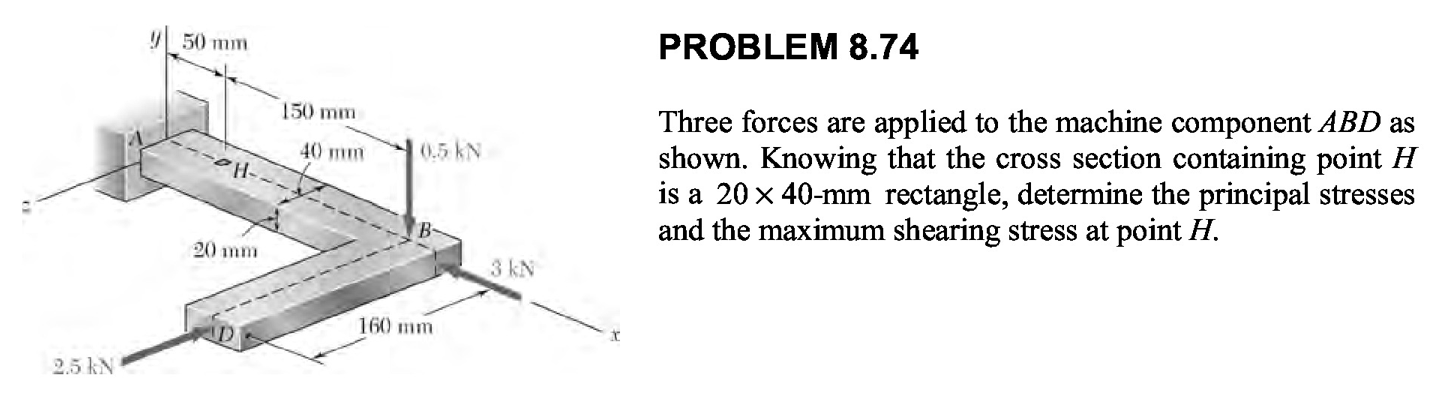 PROBLEM 8.74
Three forces are applied to the machine component ABD as
shown. Knowing that the cross section containing point H
is a 20 × 40-mm rectangle, determine the principal stresses
and the maximum shearing stress at point H.
y
50 mm
150 mm
A
40 mm
0.5 kN
H
z
B
20 mm
3 kN
160 mm
x
D
2.5 kN